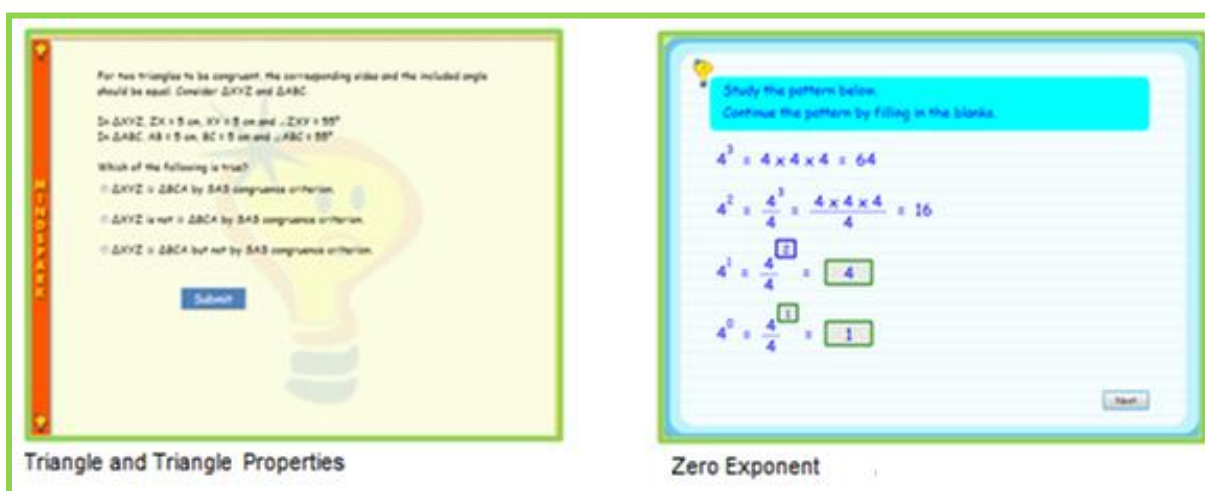 For two triangles to be congruent, the corresponding sides and the included angle
should be equal. Consider ΔXYZ and ΔABC.
In ΔXYZ, ZX = 5 cm, XY = 5 cm and ∠ZXY = 55°
In ΔABC, AB = 5 cm, BC = 5 cm and ∠ABC = 55°
Which of the following is true?
ΔXYZ ≅ ΔBCA by SAS congruence criterion.
ΔXYZ is not ≅ ΔBCA by SAS congruence criterion.
ΔXYZ ≅ ΔBCA but not by SAS congruence criterion.
Submit
MINDSPARK
Triangle and Triangle Properties
Study the pattern below.
Continue the pattern by filling in the blanks.
4³ = 4 x 4 x 4 = 64
4² = 4³/4 = 4 x 4 x 4/4 = 16
4¹ = 4²/4 = 4
4⁰ = 4¹/4 = 1
Next
Zero Exponent